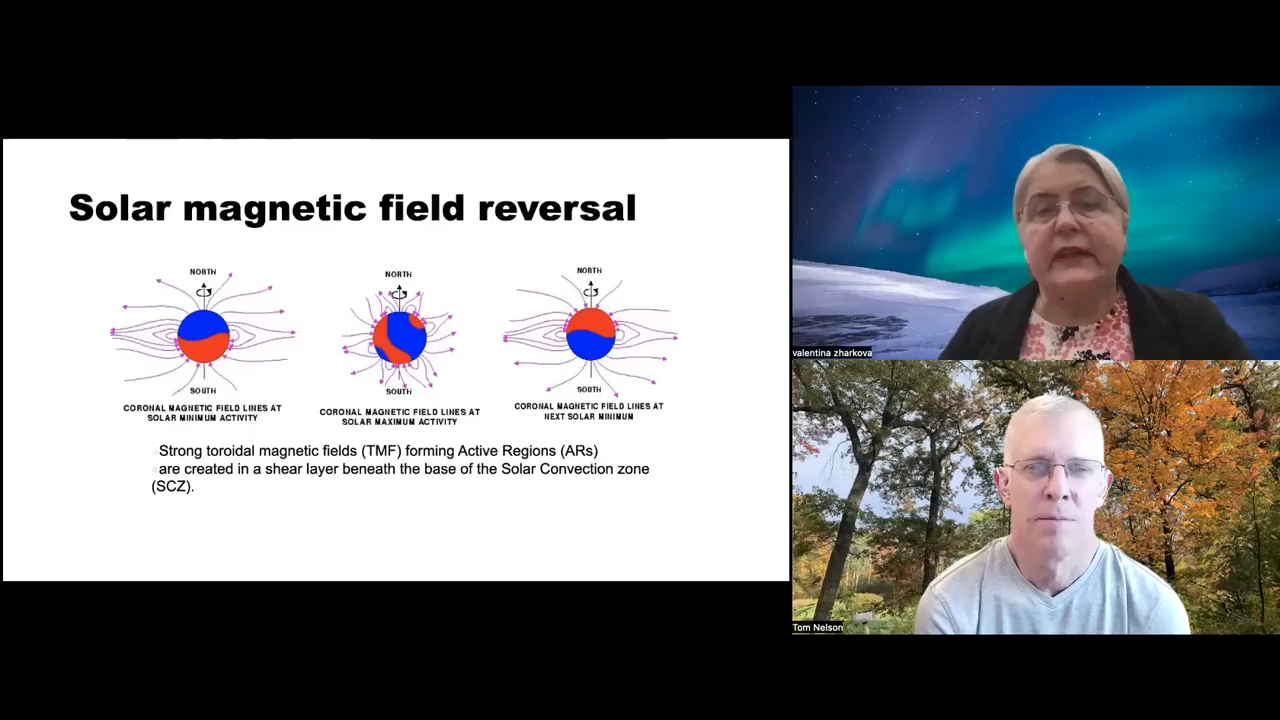 Solar magnetic field reversal
NORTH
SOUTH
CORONAL MAGNETIC FIELD LINES AT
SOLAR MINIMUM ACTIVITY
NORTH
SOUTH
CORONAL MAGNETIC FIELD LINES AT
SOLAR MAXIMUM ACTIVITY
NORTH
SOUTH
CORONAL MAGNETIC FIELD LINES AT
NEXT SOLAR MINIMUM
Strong toroidal magnetic fields (TMF) forming Active Regions (ARs)
are created in a shear layer beneath the base of the Solar Convection zone
(SCZ).
valentina zharkova
Tom Nelson